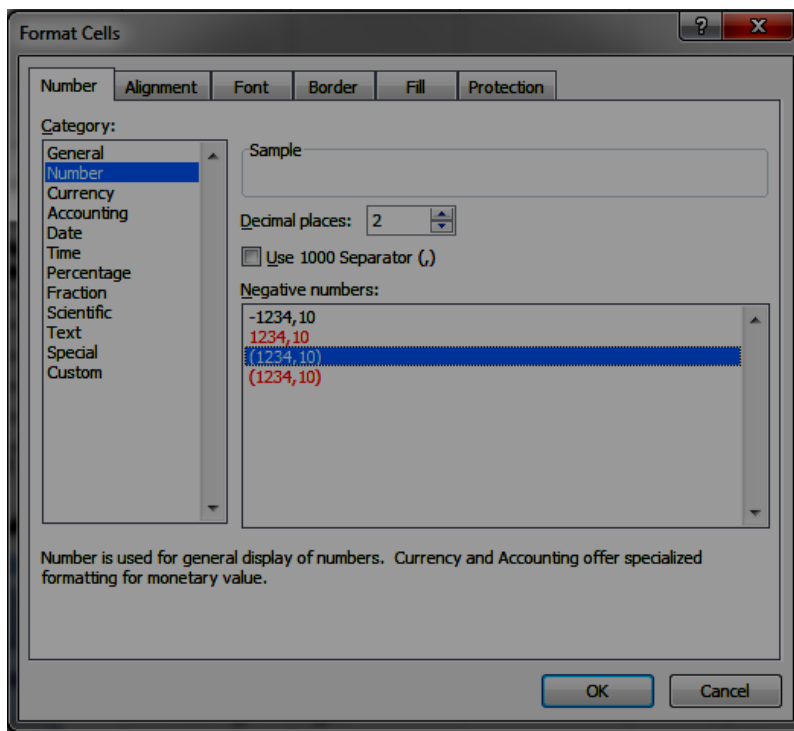 Format Cells
Number Alignment Font Border Fill Protection
Category:
General
Number
Currency
Accounting
Date
Time
Percentage
Fraction
Scientific
Text
Special
Custom
Sample
Decimal places: 2
Use 1000 Separator (,)
Negative numbers:
-1234,10
1234,10
(1234,10)
(1234,10)
Number is used for general display of numbers. Currency and Accounting offer specialized
formatting for monetary value.
OK Cancel